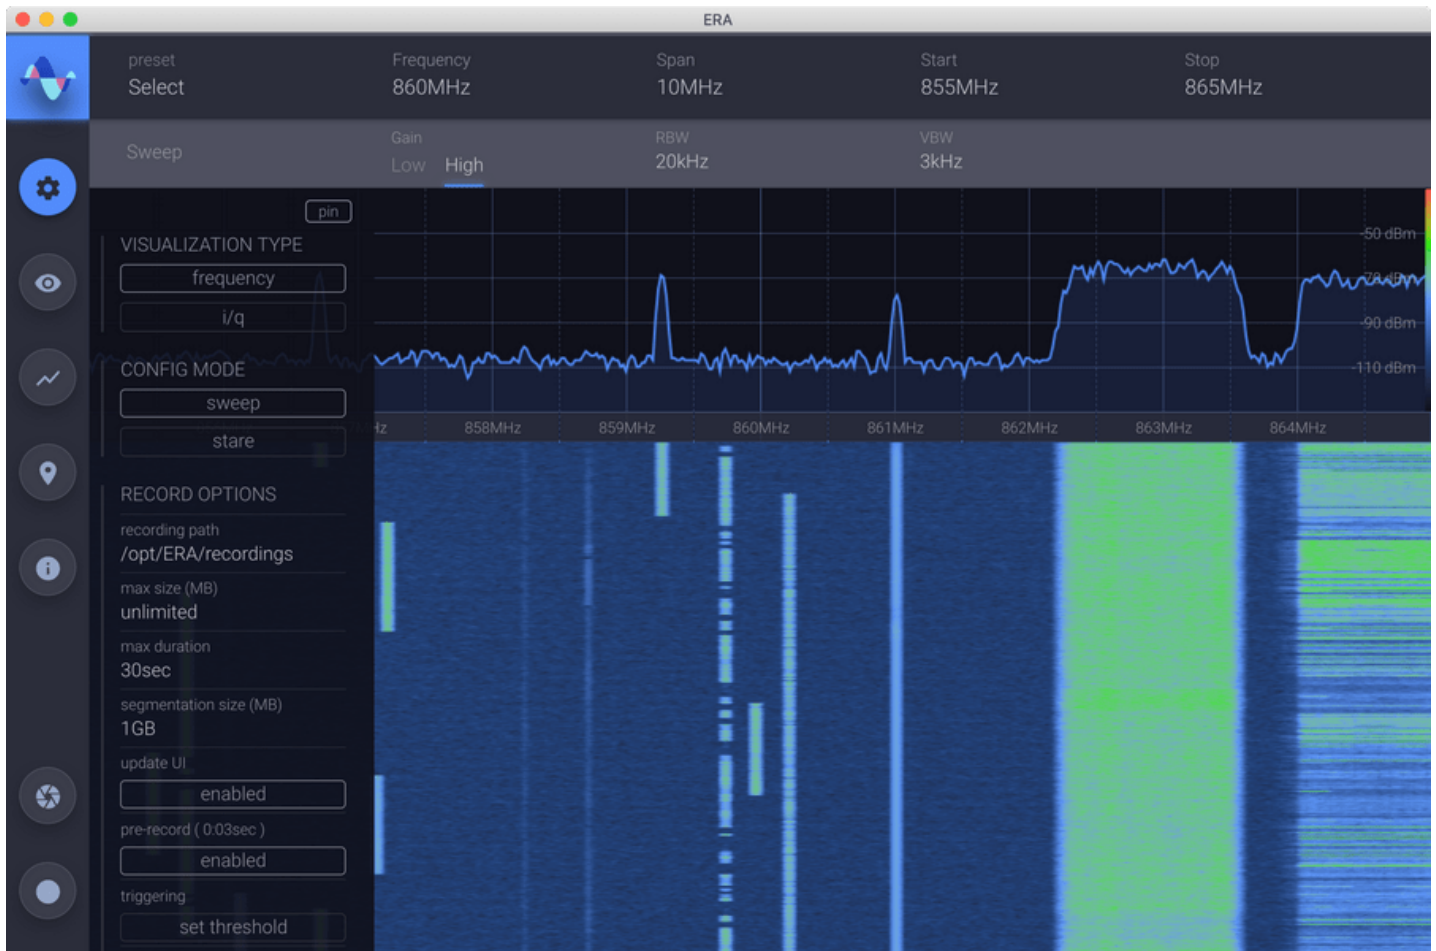 ERA
preset
Select
Frequency
860MHz
Span
10MHz
Start
855MHz
Stop
865MHz
Sweep
Gain
Low High
RBW
20kHz
VBW
3kHz
pin
VISUALIZATION TYPE
frequency
i/q
CONFIG MODE
sweep
stare
RECORD OPTIONS
recording path
/opt/ERA/recordings
max size (MB)
unlimited
max duration
30sec
segmentation size (MB)
1GB
update UI
enabled
pre-record ( 0:03sec )
enabled
triggering
set threshold
-50 dBm
-70 dBm
-90 dBm
-110 dBm
858MHz 859MHz 860MHz 861MHz 862MHz 863MHz 864MHz